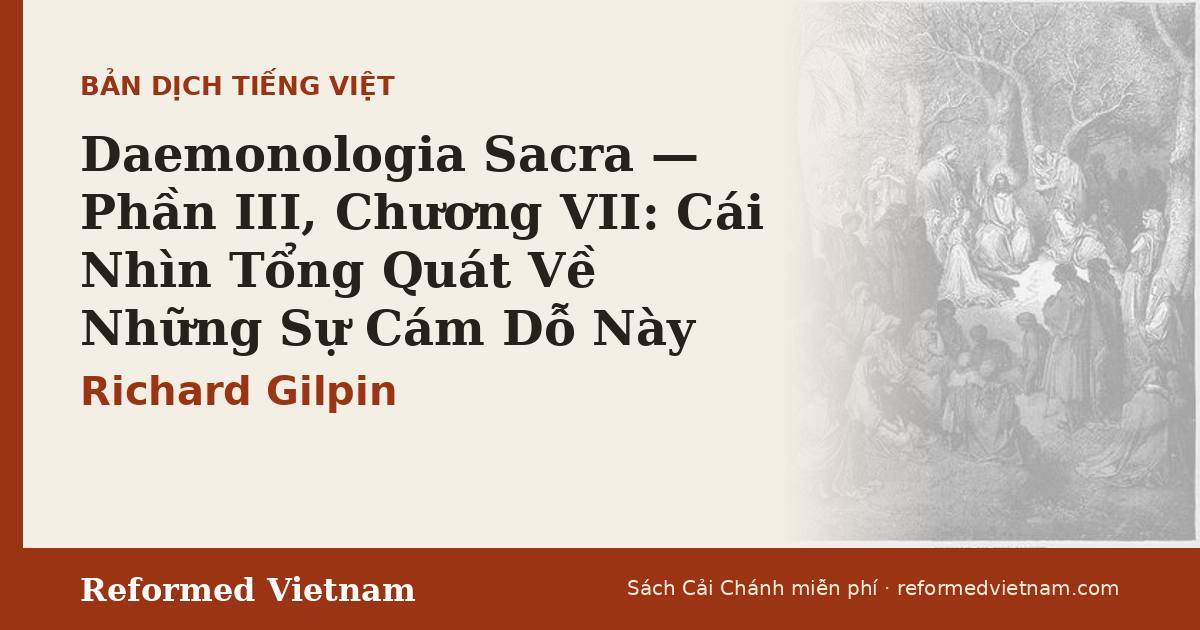 BẢN DỊCH TIẾNG VIỆT
Daemonologia Sacra —
Phần III, Chương VII: Cái
Nhìn Tổng Quát Về
Những Sự Cám Dỗ Này
Richard Gilpin
Reformed Vietnam
Sách Cải Chánh miễn phí · reformedvietnam.com